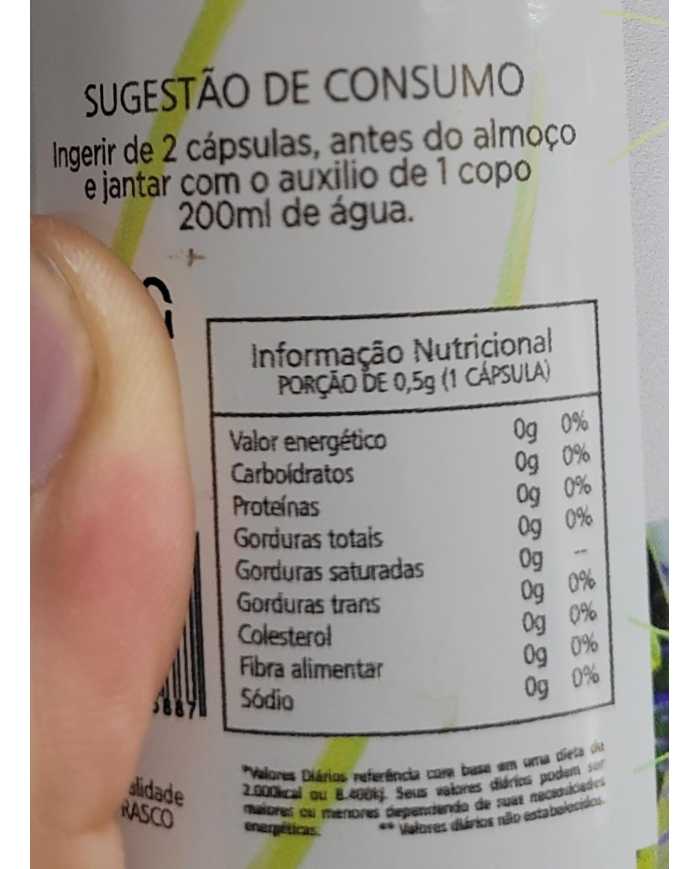 SUGESTÃO DE CONSUMO
Ingerir de 2 cápsulas, antes do almoço
e jantar com o auxilio de 1 copo
200ml de água.
Informação Nutricional
PORÇÃO DE 0,5g (1 CÁPSULA)
Valor energético 0g 0%
Carboidratos 0g 0%
Proteínas 0g 0%
Gorduras totais 0g 0%
Gorduras saturadas 0g --
Gorduras trans 0g 0%
Colesterol 0g 0%
Fibra alimentar 0g 0%
Sódio 0g 0%
*Valores Diários referência com base em uma dieta de
2.000kcal ou 8.400kj. Seus valores diários podem ser
maiores ou menores dependendo de suas necessidades
energéticas. ** Valores diários não estabelecidos.
alidade
RASCO